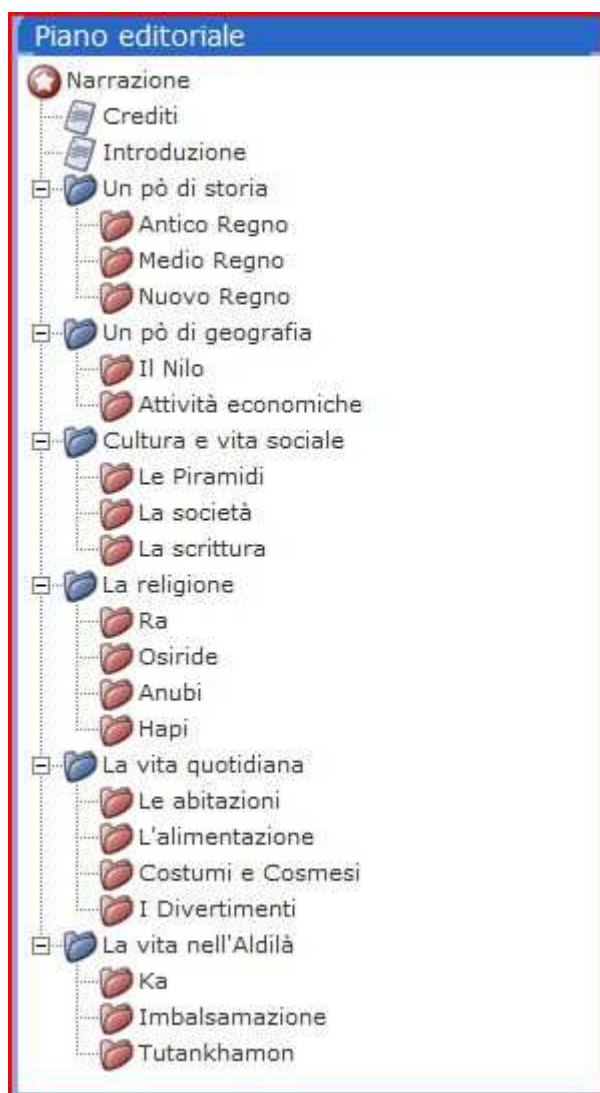 Piano editoriale
Narrazione
Crediti
Introduzione
Un pò di storia
Antico Regno
Medio Regno
Nuovo Regno
Un pò di geografia
Il Nilo
Attività economiche
Cultura e vita sociale
Le Piramidi
La società
La scrittura
La religione
Ra
Osiride
Anubi
Hapi
La vita quotidiana
Le abitazioni
L'alimentazione
Costumi e Cosmesi
I Divertimenti
La vita nell'Aldilà
Ka
Imbalsamazione
Tutankhamon